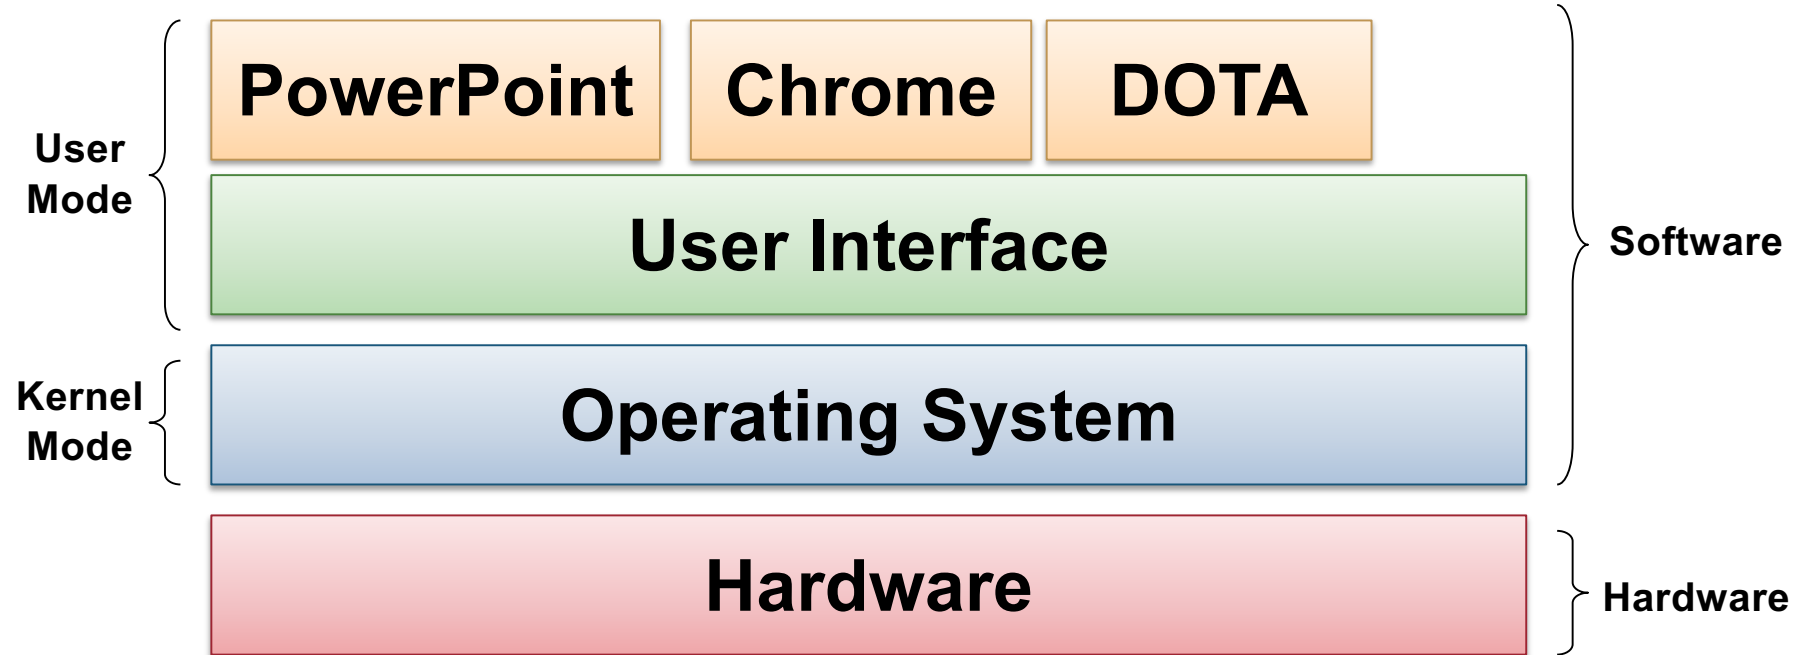 PowerPoint
Chrome
DOTA
User
Mode
User Interface
Software
Kernel
Mode
Operating System
Hardware
Hardware